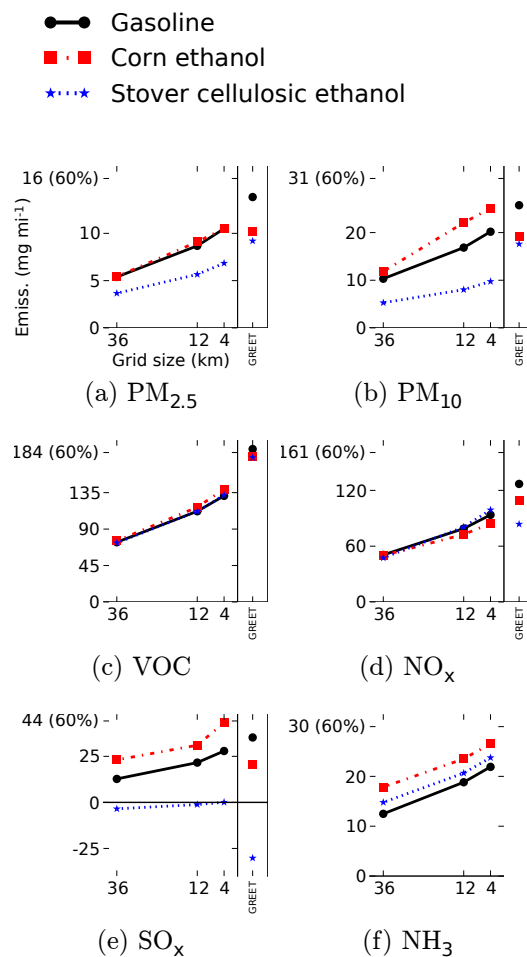 Gasoline
Corn ethanol
Stover cellulosic ethanol
16 (60%)
10
5
0
Emiss. (mg mi-1)
36 12 4
Grid size (km)
GREET
(a) PM2.5
31 (60%)
20
10
0
36 12 4
GREET
(b) PM10
184 (60%)
135
90
45
0
36 12 4
GREET
(c) VOC
161 (60%)
120
60
0
36 12 4
GREET
(d) NOx
44 (60%)
25
0
-25
36 12 4
GREET
(e) SOx
30 (60%)
20
10
36 12 4
(f) NH3